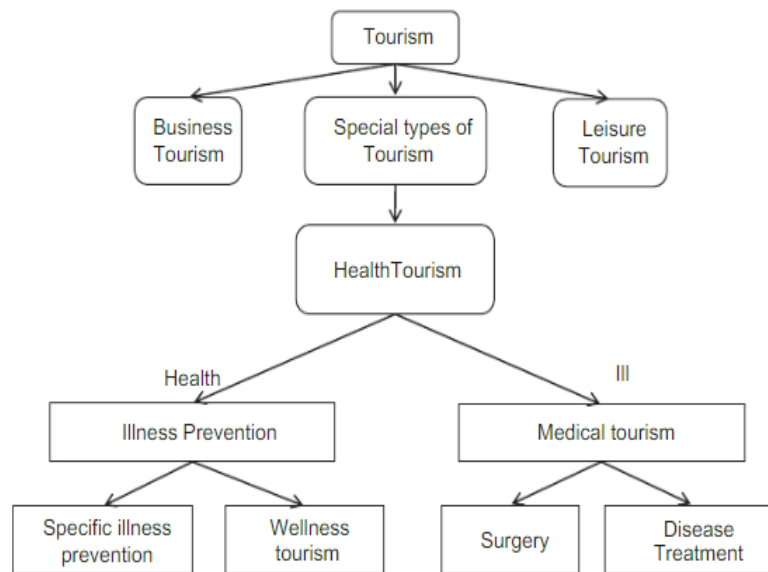 Tourism
Business
Tourism
Special types of
Tourism
Leisure
Tourism
HealthTourism
Health
Ill
Illness Prevention
Medical tourism
Specific illness
prevention
Wellness
tourism
Surgery
Disease
Treatment